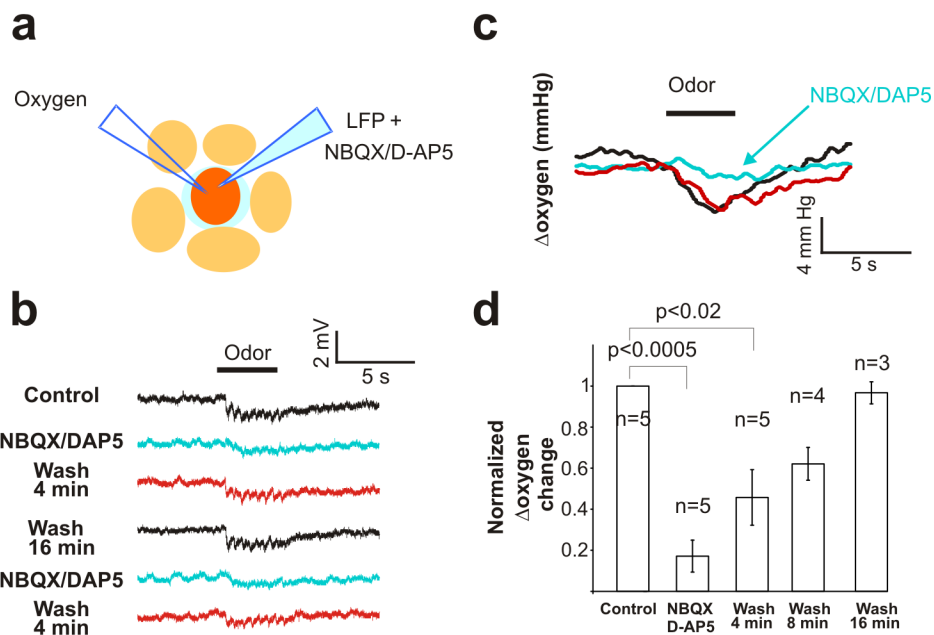 a
Oxygen
LFP +
NBQX/D-AP5
b
Odor
2 mV
5 s
Control
NBQX/DAP5
Wash
4 min
Wash
16 min
NBQX/DAP5
Wash
4 min
c
Δoxygen (mmHg)
Odor
NBQX/DAP5
4 mm Hg
5 s
d
p<0.02
p<0.0005
n=5
n=5
n=5
n=4
n=3
Normalized
Δoxygen
change
1
0.8
0.6
0.4
0.2
Control
NBQX
D-AP5
Wash
4 min
Wash
8 min
Wash
16 min